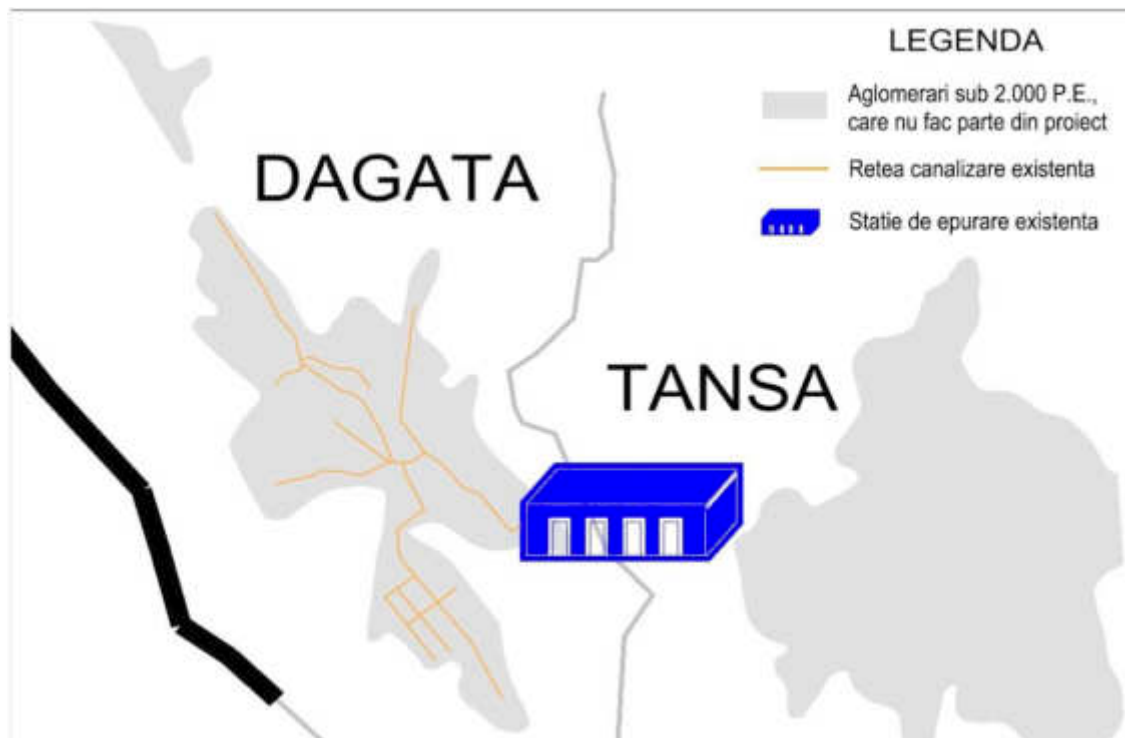 LEGENDA
Aglomerari sub 2.000 P.E.,
care nu fac parte din proiect
Retea canalizare existenta
Statie de epurare existenta
DAGATA
TANSA